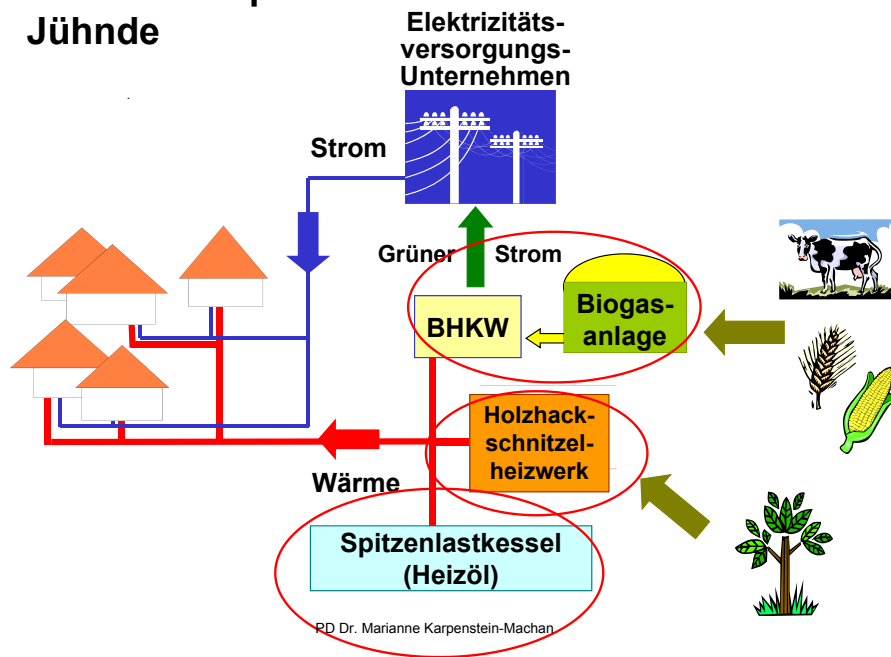 Jühnde
Elektrizitäts-
versorgungs-
Unternehmen
Strom
Grüner Strom
BHKW
Biogas-
anlage
Holzhack-
schnitzel-
heizwerk
Wärme
Spitzenlastkessel
(Heizöl)
PD Dr. Marianne Karpenstein-Machan